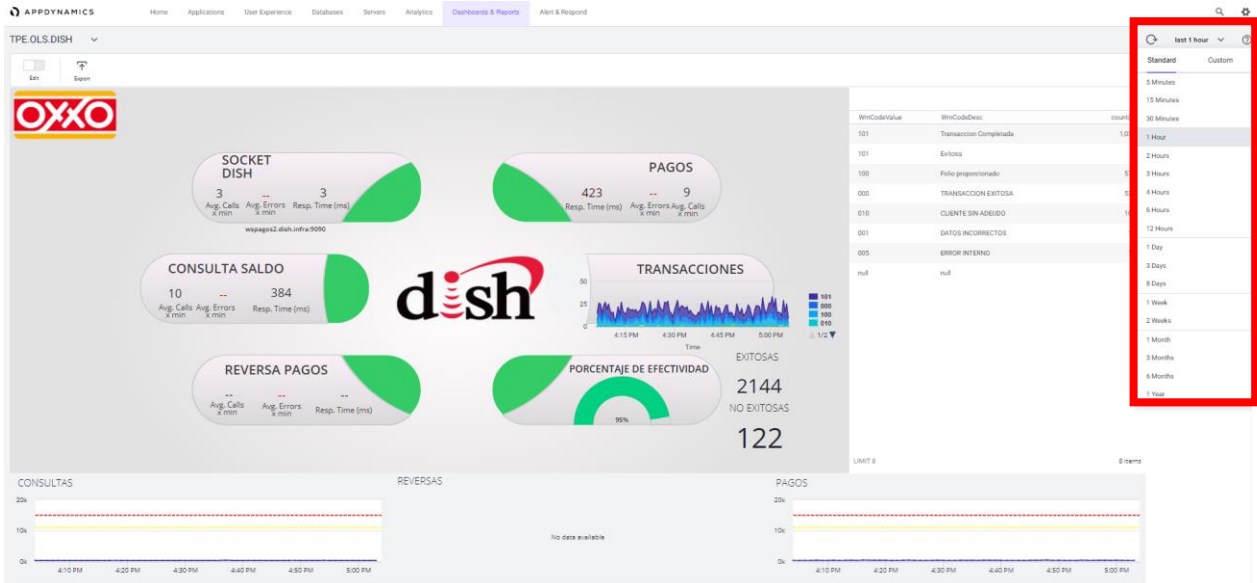 APPDYNAMICS Home Applications User Experience Databases Servers Analytics Dashboards & Reports Alert & Respond
TPE.OLS.DISH last 1 hour
Edit Export
Standard Custom
5 Minutes
15 Minutes
30 Minutes
1 Hour
2 Hours
3 Hours
4 Hours
6 Hours
12 Hours
1 Day
3 Days
8 Days
1 Week
2 Weeks
1 Month
3 Months
6 Months
1 Year
OXXO
SOCKET
DISH
3 -- 3
Avg. Calls Avg. Errors Resp. Time (ms)
x min x min
wspagos2.dish.infra:9090
PAGOS
423 -- 9
Resp. Time (ms) Avg. Errors Avg. Calls
x min x min
CONSULTA SALDO
10 -- 384
Avg. Calls Avg. Errors Resp. Time (ms)
x min x min
dish
TRANSACCIONES
50
25
0
4:15 PM 4:30 PM 4:45 PM 5:00 PM
Time
101
000
100
010
1/2
REVERSA PAGOS
-- -- --
Avg. Calls Avg. Errors Resp. Time (ms)
x min x min
PORCENTAJE DE EFECTIVIDAD
95%
EXITOSAS
2144
NO EXITOSAS
122
WrnCodeValue WrnCodeDesc
101 Transaccion Completada
101 Exitosa
100 Folio proporcionado
000 TRANSACCION EXITOSA
010 CLIENTE SIN ADEUDO
001 DATOS INCORRECTOS
005 ERROR INTERNO
null null
LIMIT 8 8 items
CONSULTAS
20k
10k
0k
4:10 PM 4:20 PM 4:30 PM 4:40 PM 4:50 PM 5:00 PM
REVERSAS
No data available
PAGOS
20k
10k
0k
4:10 PM 4:20 PM 4:30 PM 4:40 PM 4:50 PM 5:00 PM